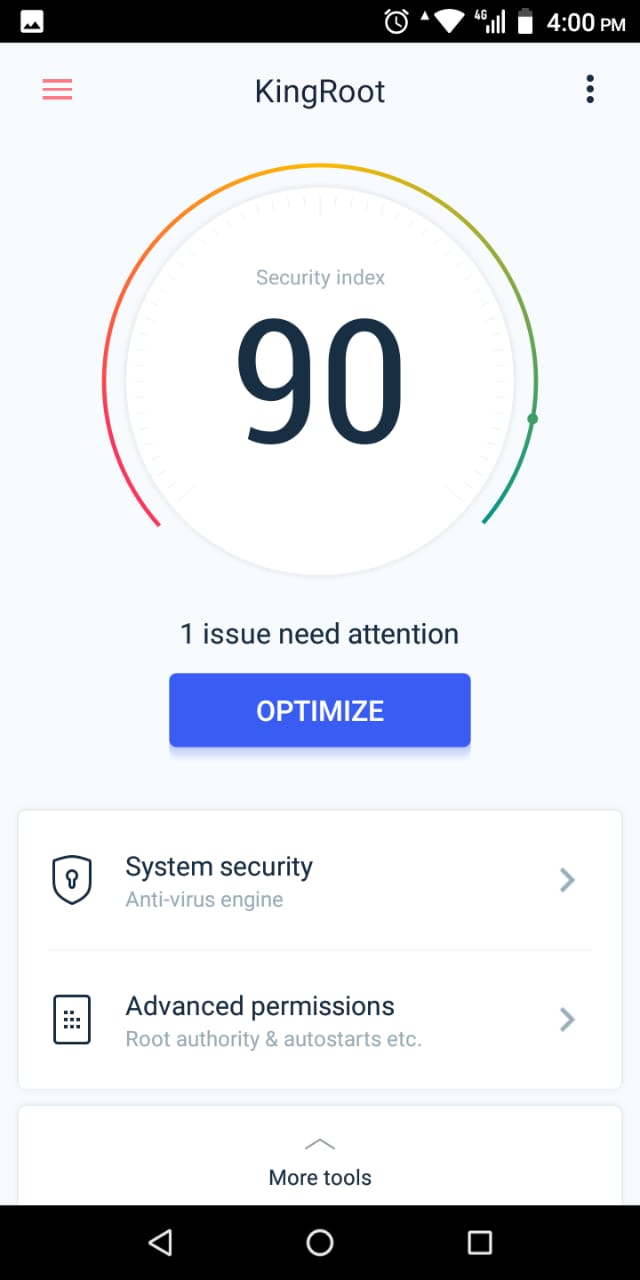 4G 4:00 PM
KingRoot
Security index
90
1 issue need attention
OPTIMIZE
System security
Anti-virus engine
Advanced permissions
Root authority & autostarts etc.
More tools